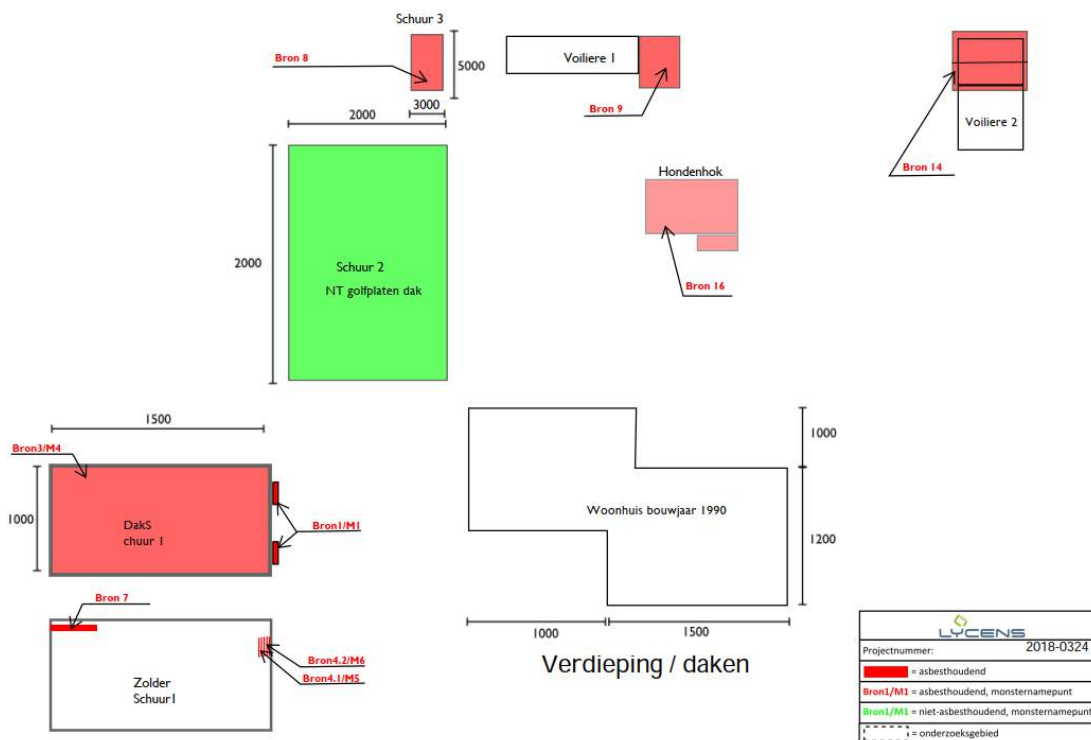 Schuur 3
Bron 8
5000
3000
2000
Voiliere 1
Bron 9
Voiliere 2
Bron 14
Hondenhok
Bron 16
2000
Schuur 2
NT golfplaten dak
1500
Bron3/M4
1000
DakS
chuur 1
Bron1/M1
1000
Woonhuis bouwjaar 1990
1200
1000
1500
Bron 7
Zolder
Schuur1
Bron4.2/M6
Bron4.1/M5
Verdieping / daken
LYCENS
Projectnummer: 2018-0324
= asbesthoudend
Bron1/M1 = asbesthoudend, monsternamepunt
Bron1/M1 = niet-asbesthoudend, monsternamepunt
= onderzoeksgebied